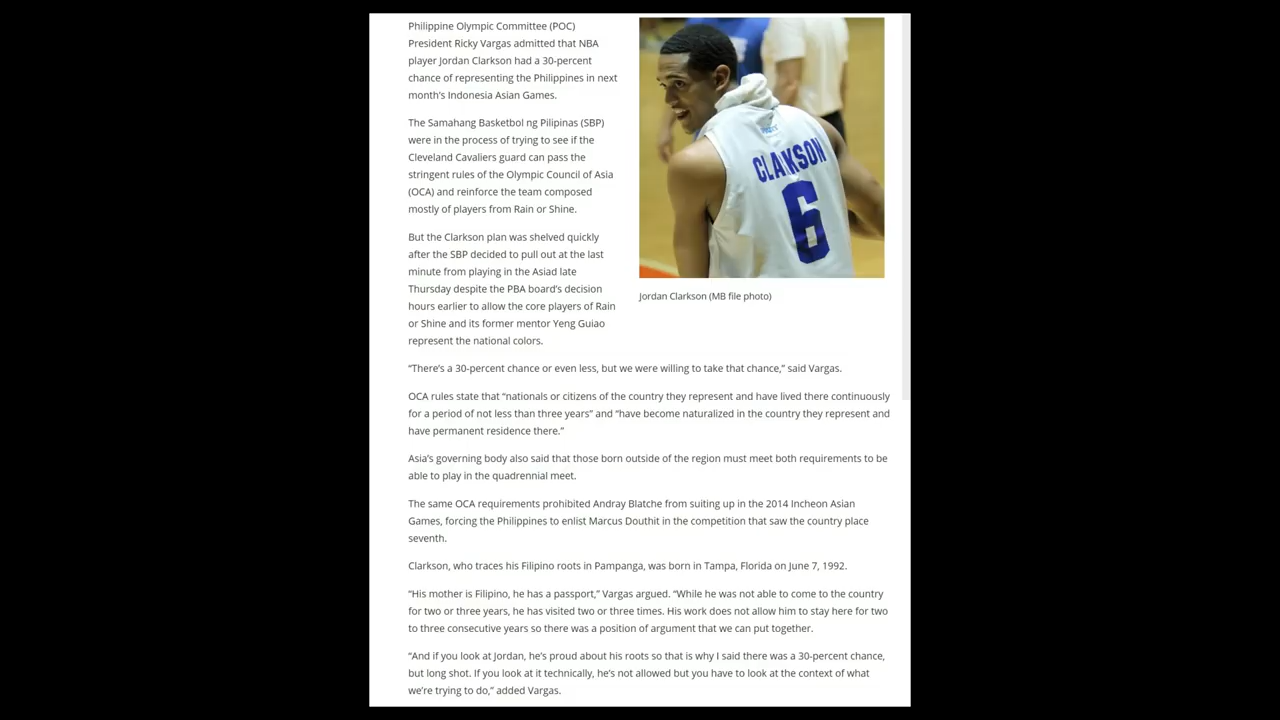 Philippine Olympic Committee (POC)
President Ricky Vargas admitted that NBA
player Jordan Clarkson had a 30-percent
chance of representing the Philippines in next
month's Indonesia Asian Games.
The Samahang Basketbol ng Pilipinas (SBP)
were in the process of trying to see if the
Cleveland Cavaliers guard can pass the
stringent rules of the Olympic Council of Asia
(OCA) and reinforce the team composed
mostly of players from Rain or Shine.
But the Clarkson plan was shelved quickly
after the SBP decided to pull out at the last
minute from playing in the Asiad late
Thursday despite the PBA board's decision
hours earlier to allow the core players of Rain
or Shine and its former mentor Yeng Guiao
represent the national colors.
CLARKSON
6
Jordan Clarkson (MB file photo)
“There's a 30-percent chance or even less, but we were willing to take that chance,” said Vargas.
OCA rules state that “nationals or citizens of the country they represent and have lived there continuously
for a period of not less than three years” and “have become naturalized in the country they represent and
have permanent residence there.”
Asia's governing body also said that those born outside of the region must meet both requirements to be
able to play in the quadrennial meet.
The same OCA requirements prohibited Andray Blatche from suiting up in the 2014 Incheon Asian
Games, forcing the Philippines to enlist Marcus Douthit in the competition that saw the country place
seventh.
Clarkson, who traces his Filipino roots in Pampanga, was born in Tampa, Florida on June 7, 1992.
“His mother is Filipino, he has a passport,” Vargas argued. “While he was not able to come to the country
for two or three years, he has visited two or three times. His work does not allow him to stay here for two
to three consecutive years so there was a position of argument that we can put together.
“And if you look at Jordan, he's proud about his roots so that is why I said there was a 30-percent chance,
but long shot. If you look at it technically, he's not allowed but you have to look at the context of what
we're trying to do,” added Vargas.